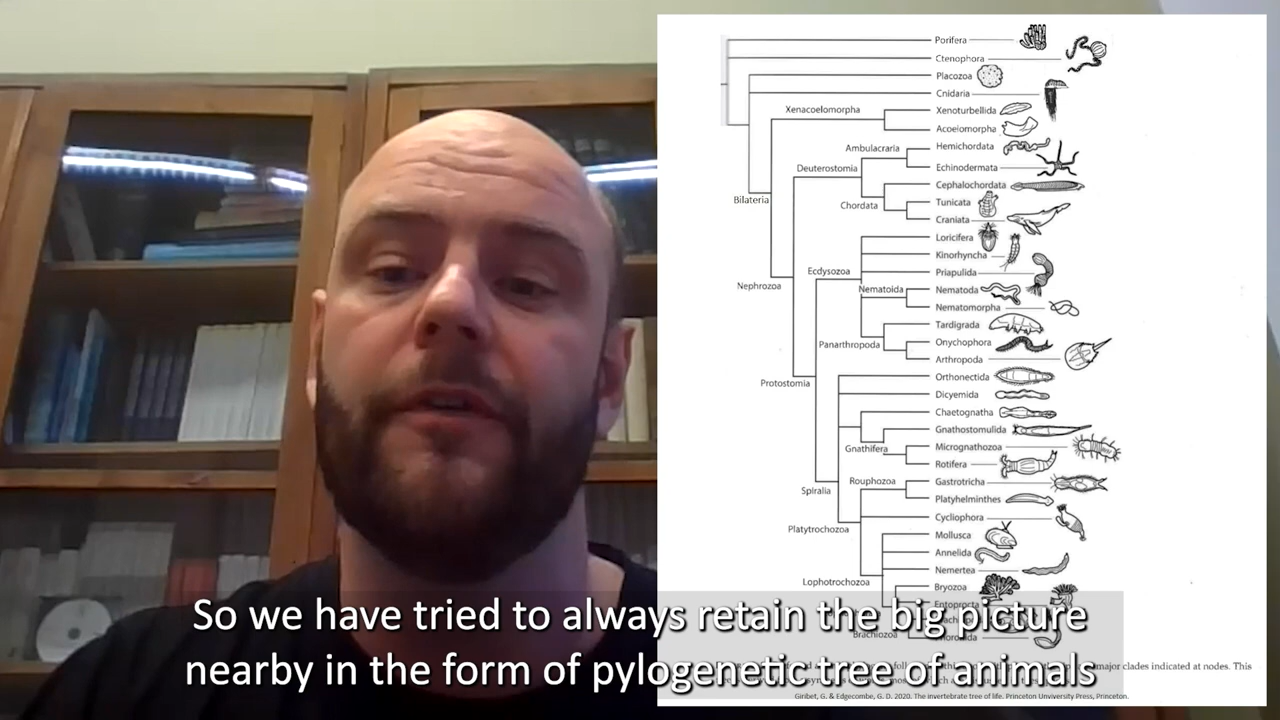 Porifera
Ctenophora
Placozoa
Cnidaria
Xenacoelomorpha
Xenoturbellida
Acoelomorpha
Ambulacraria
Hemichordata
Deuterostomia
Echinodermata
Cephalochordata
Bilateria
Chordata
Tunicata
Craniata
Loricifera
Kinorhyncha
Ecdysozoa
Priapulida
Nephrozoa
Nematoida
Nematoda
Nematomorpha
Tardigrada
Panarthropoda
Onychophora
Arthropoda
Protostomia
Orthonectida
Dicyemida
Chaetognatha
Gnathostomulida
Gnathifera
Micrognathozoa
Rotifera
Rouphozoa
Gastrotricha
Spiralia
Platyhelminthes
Platytrochozoa
Cycliophora
Mollusca
Annelida
Nemertea
Lophotrochozoa
Bryozoa
Entoprocta
Brachiozoa
So we have tried to always retain the big picture
nearby in the form of pylogenetic tree of animals
major clades indicated at nodes. This
Giribet, G. & Edgecombe, G. D. 2020. The invertebrate tree of life. Princeton University Press, Princeton.